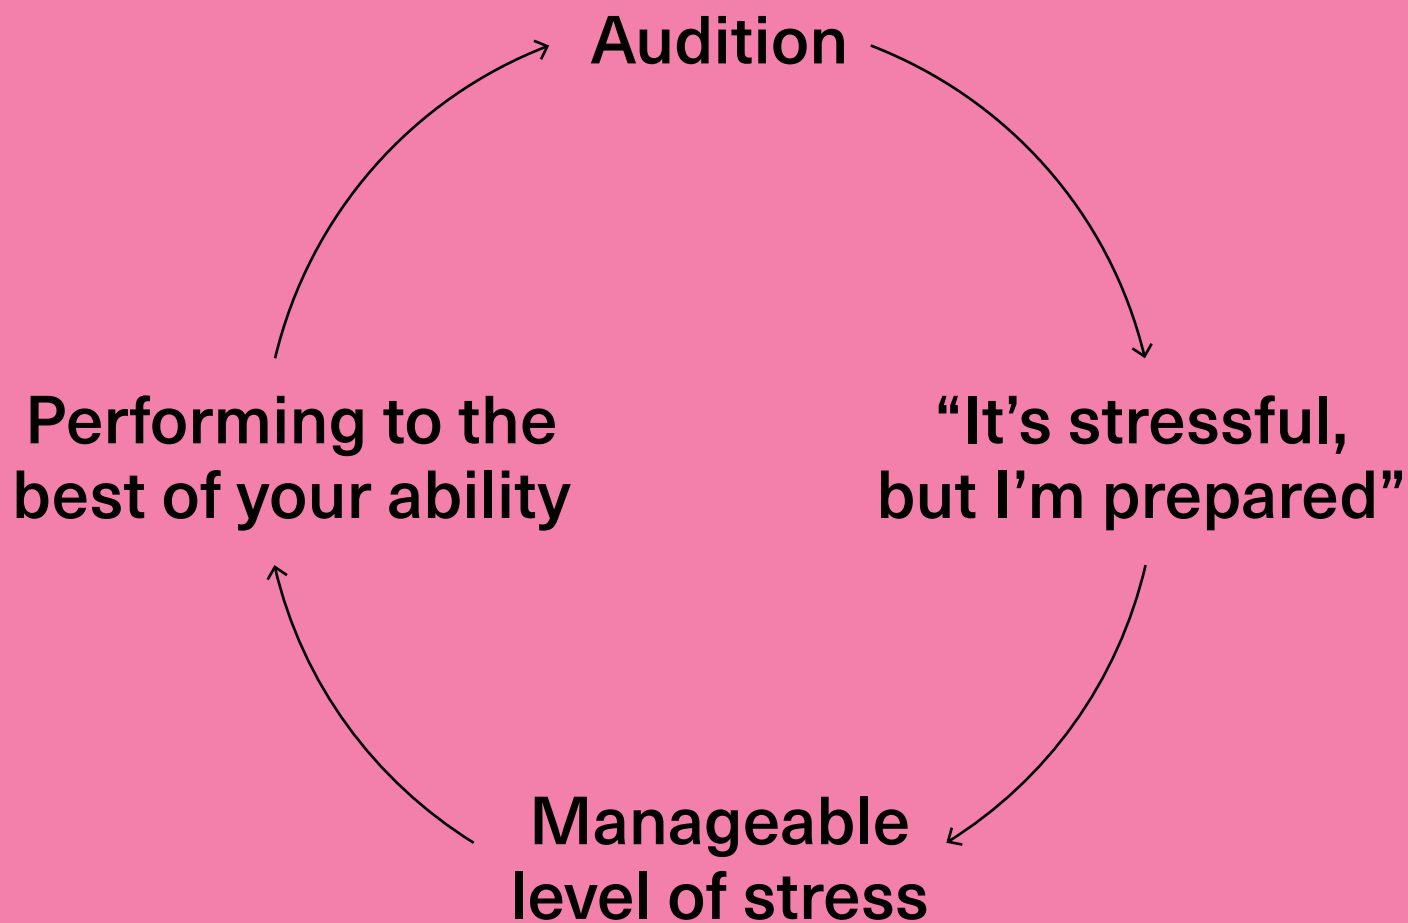 Audition
“It’s stressful,
but I’m prepared”
Manageable
level of stress
Performing to the
best of your ability